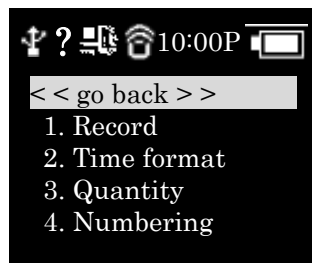 ? 10:00P
< < go back > >
1. Record
2. Time format
3. Quantity
4. Numbering